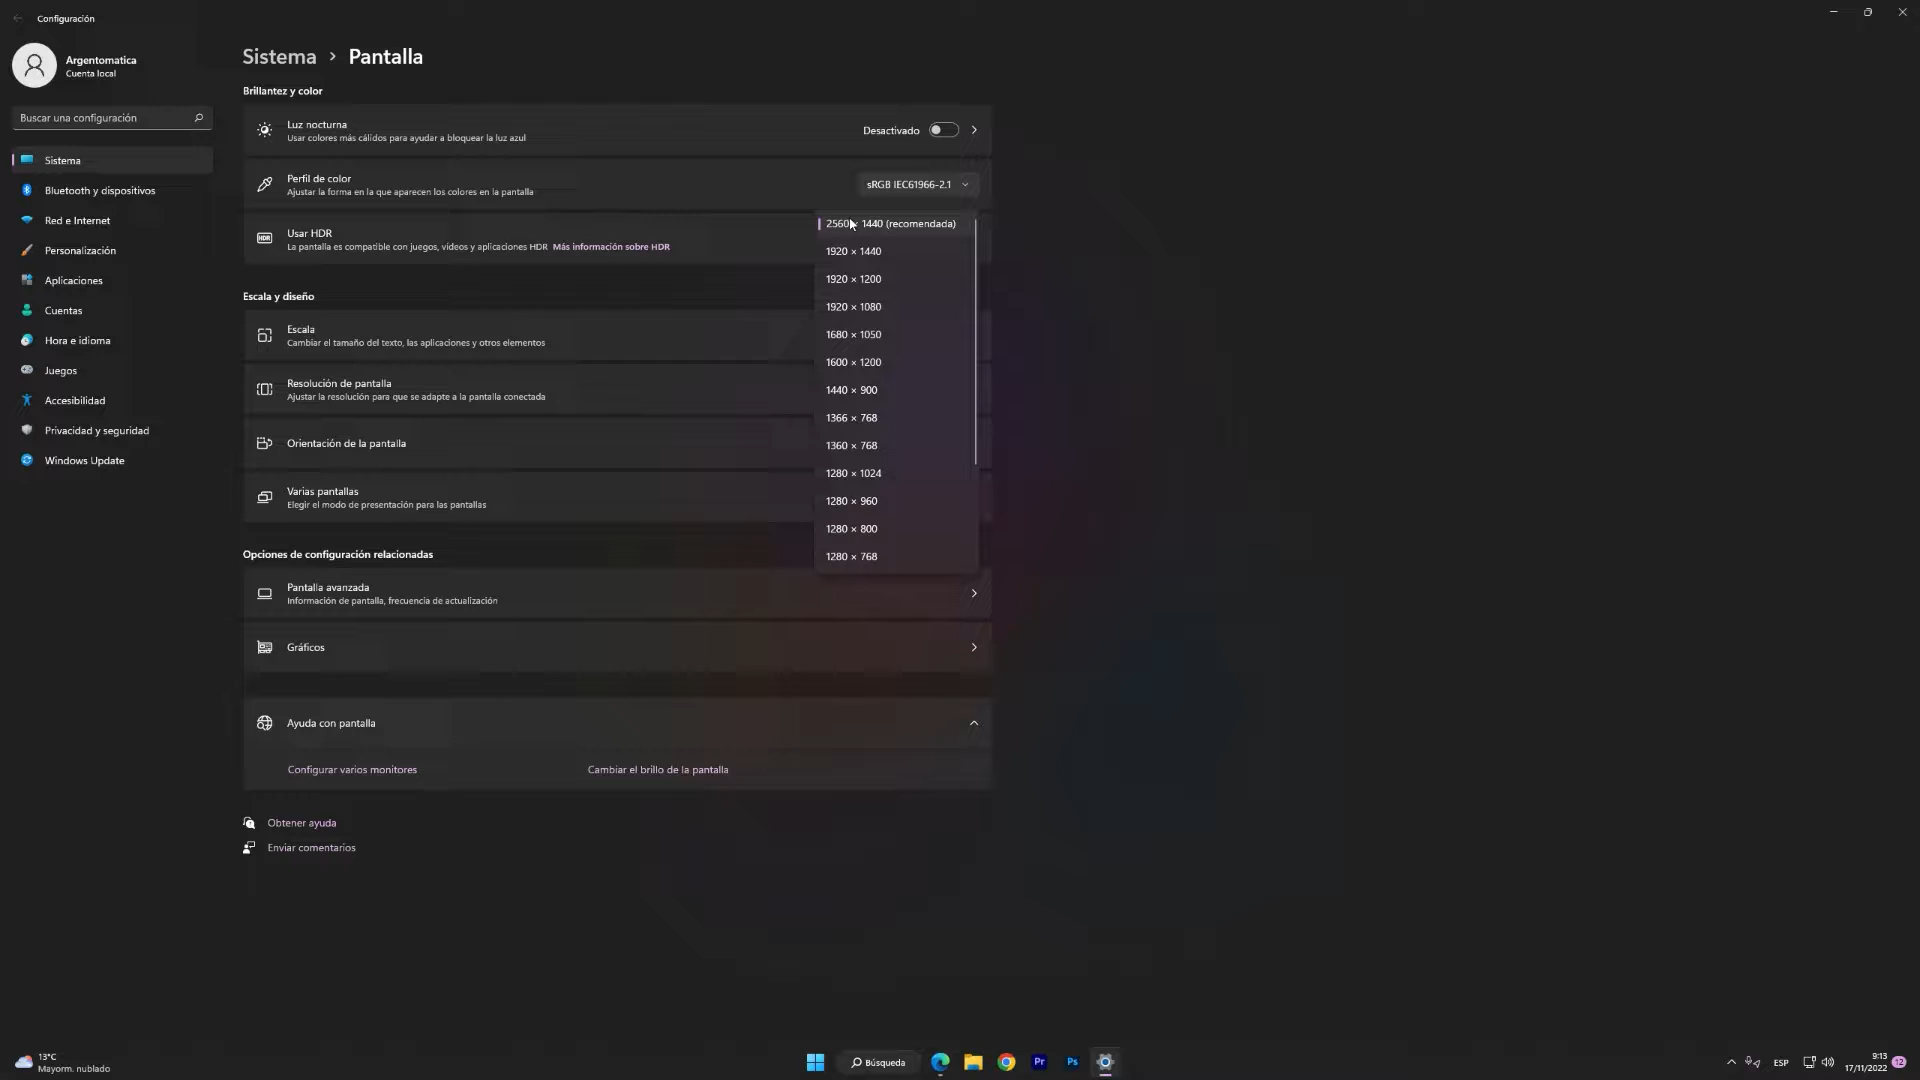 Configuración
Argentomatica
Cuenta local
Buscar una configuración
Sistema
Bluetooth y dispositivos
Red e Internet
Personalización
Aplicaciones
Cuentas
Hora e idioma
Juegos
Accesibilidad
Privacidad y seguridad
Windows Update
Sistema › Pantalla
Brillantez y color
Luz nocturna
Usar colores más cálidos para ayudar a bloquear la luz azul
Desactivado
Perfil de color
Ajustar la forma en la que aparecen los colores en la pantalla
sRGB IEC61966-2.1
Usar HDR
La pantalla es compatible con juegos, vídeos y aplicaciones HDR Más información sobre HDR
2560 × 1440 (recomendada)
1920 × 1440
1920 × 1200
1920 × 1080
1680 × 1050
1600 × 1200
1440 × 900
1366 × 768
1360 × 768
1280 × 1024
1280 × 960
1280 × 800
1280 × 768
Escala y diseño
Escala
Cambiar el tamaño del texto, las aplicaciones y otros elementos
Resolución de pantalla
Ajustar la resolución para que se adapte a la pantalla conectada
Orientación de la pantalla
Varias pantallas
Elegir el modo de presentación para las pantallas
Opciones de configuración relacionadas
Pantalla avanzada
Información de pantalla, frecuencia de actualización
Gráficos
Ayuda con pantalla
Configurar varios monitores
Cambiar el brillo de la pantalla
Obtener ayuda
Enviar comentarios
13°C
Mayorm. nublado
Búsqueda
Pr
Ps
ESP
9:13
17/11/2022
12